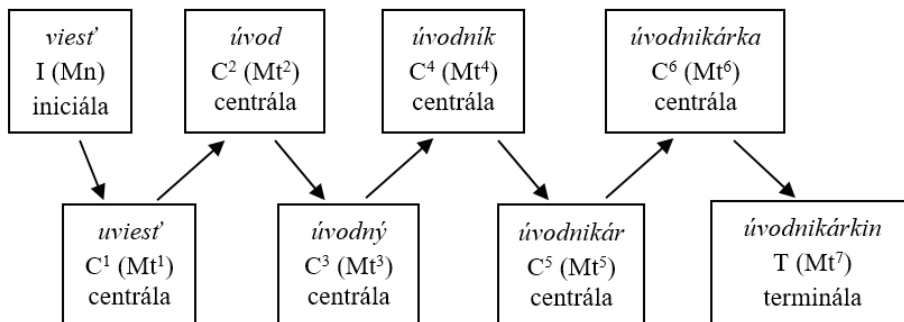 viesť
I (Mn)
iniciála
úvod
C² (Mt²)
centrála
úvodník
C⁴ (Mt⁴)
centrála
úvodnikárka
C⁶ (Mt⁶)
centrála
uviesť
C¹ (Mt¹)
centrála
úvodný
C³ (Mt³)
centrála
úvodnikár
C⁵ (Mt⁵)
centrála
úvodnikárkin
T (Mt⁷)
terminála